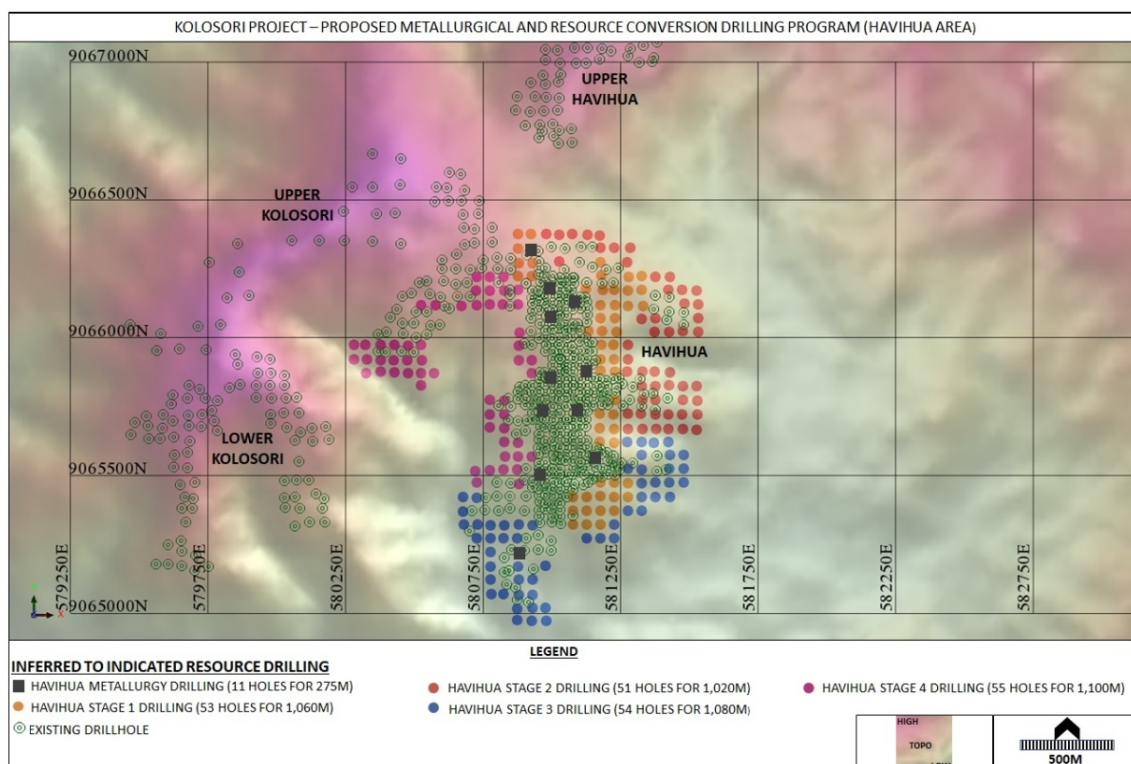 KOLOSORI PROJECT – PROPOSED METALLURGICAL AND RESOURCE CONVERSION DRILLING PROGRAM (HAVIHUA AREA)
9067000N
UPPER
HAVIHUA
9066500N
UPPER
KOLOSORI
9066000N
HAVIHUA
LOWER
KOLOSORI
9065500N
9065000N
579250E
579750E
580250E
580750E
581250E
581750E
582250E
582750E
X
LEGEND
INFERRED TO INDICATED RESOURCE DRILLING
HAVIHUA METALLURGY DRILLING (11 HOLES FOR 275M)
HAVIHUA STAGE 2 DRILLING (51 HOLES FOR 1,020M)
HAVIHUA STAGE 4 DRILLING (55 HOLES FOR 1,100M)
HAVIHUA STAGE 1 DRILLING (53 HOLES FOR 1,060M)
HAVIHUA STAGE 3 DRILLING (54 HOLES FOR 1,080M)
EXISTING DRILLHOLE
HIGH
TOPO
500M